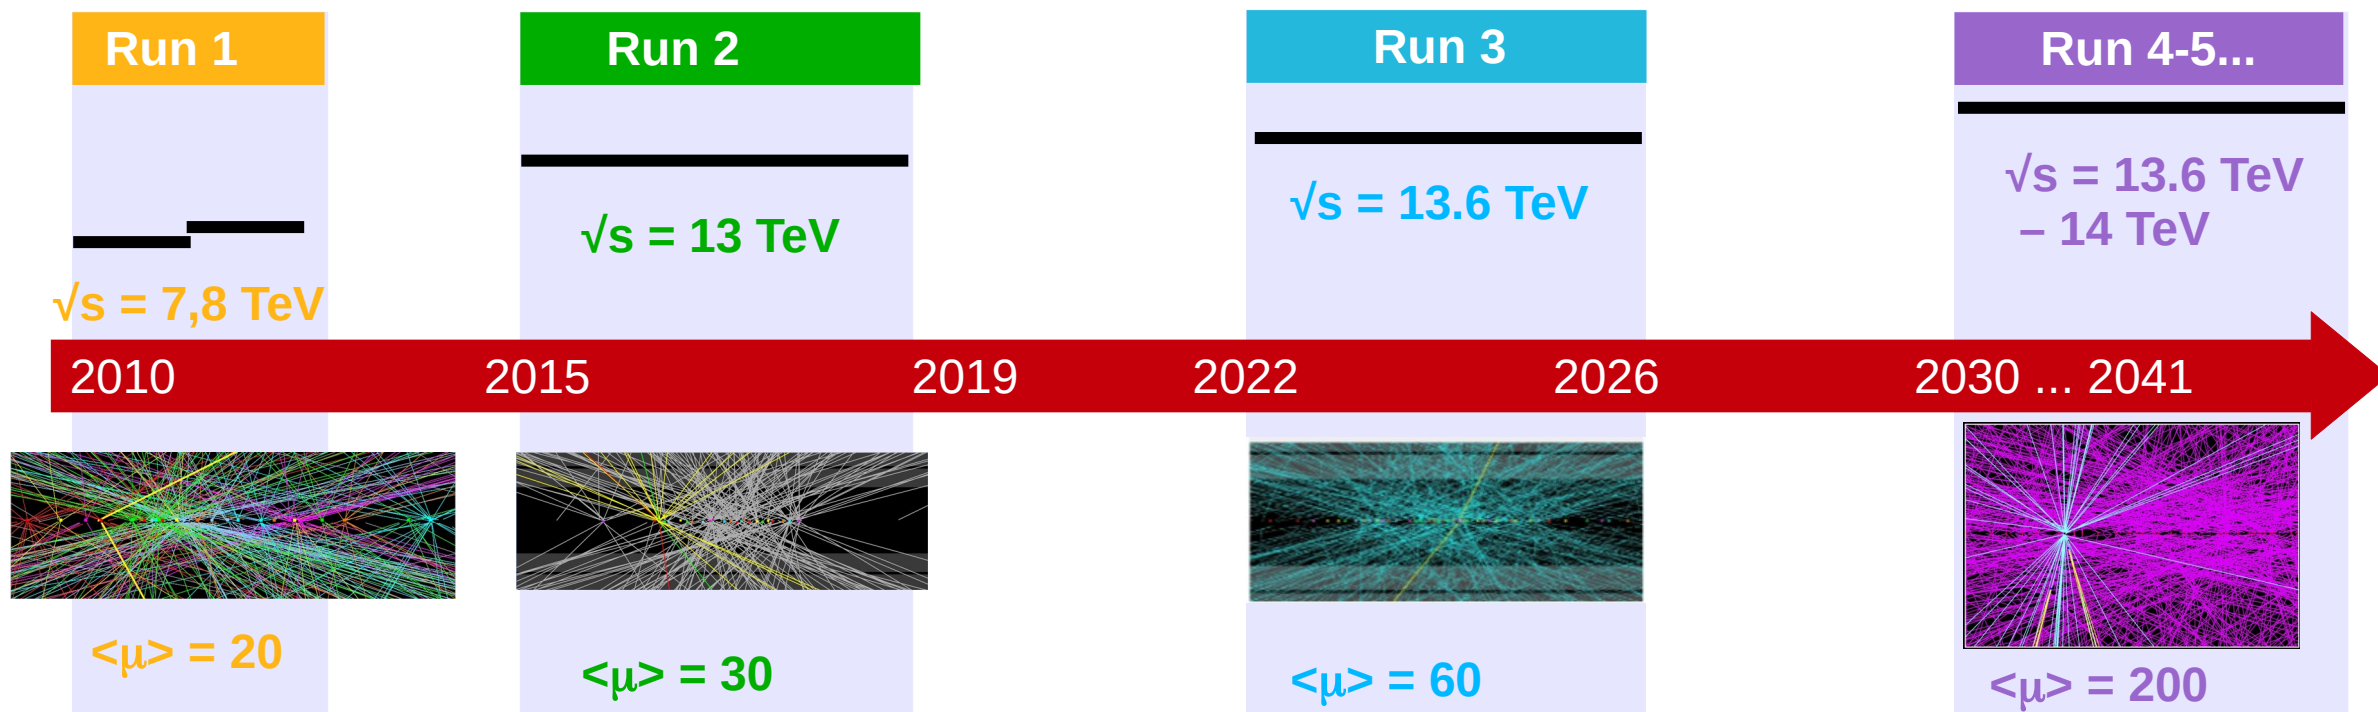 Run 1
Run 2
Run 3
Run 4-5...
√s = 7,8 TeV
√s = 13 TeV
√s = 13.6 TeV
√s = 13.6 TeV
– 14 TeV
2010
2015
2019
2022
2026
2030 ... 2041
<μ> = 20
<μ> = 30
<μ> = 60
<μ> = 200